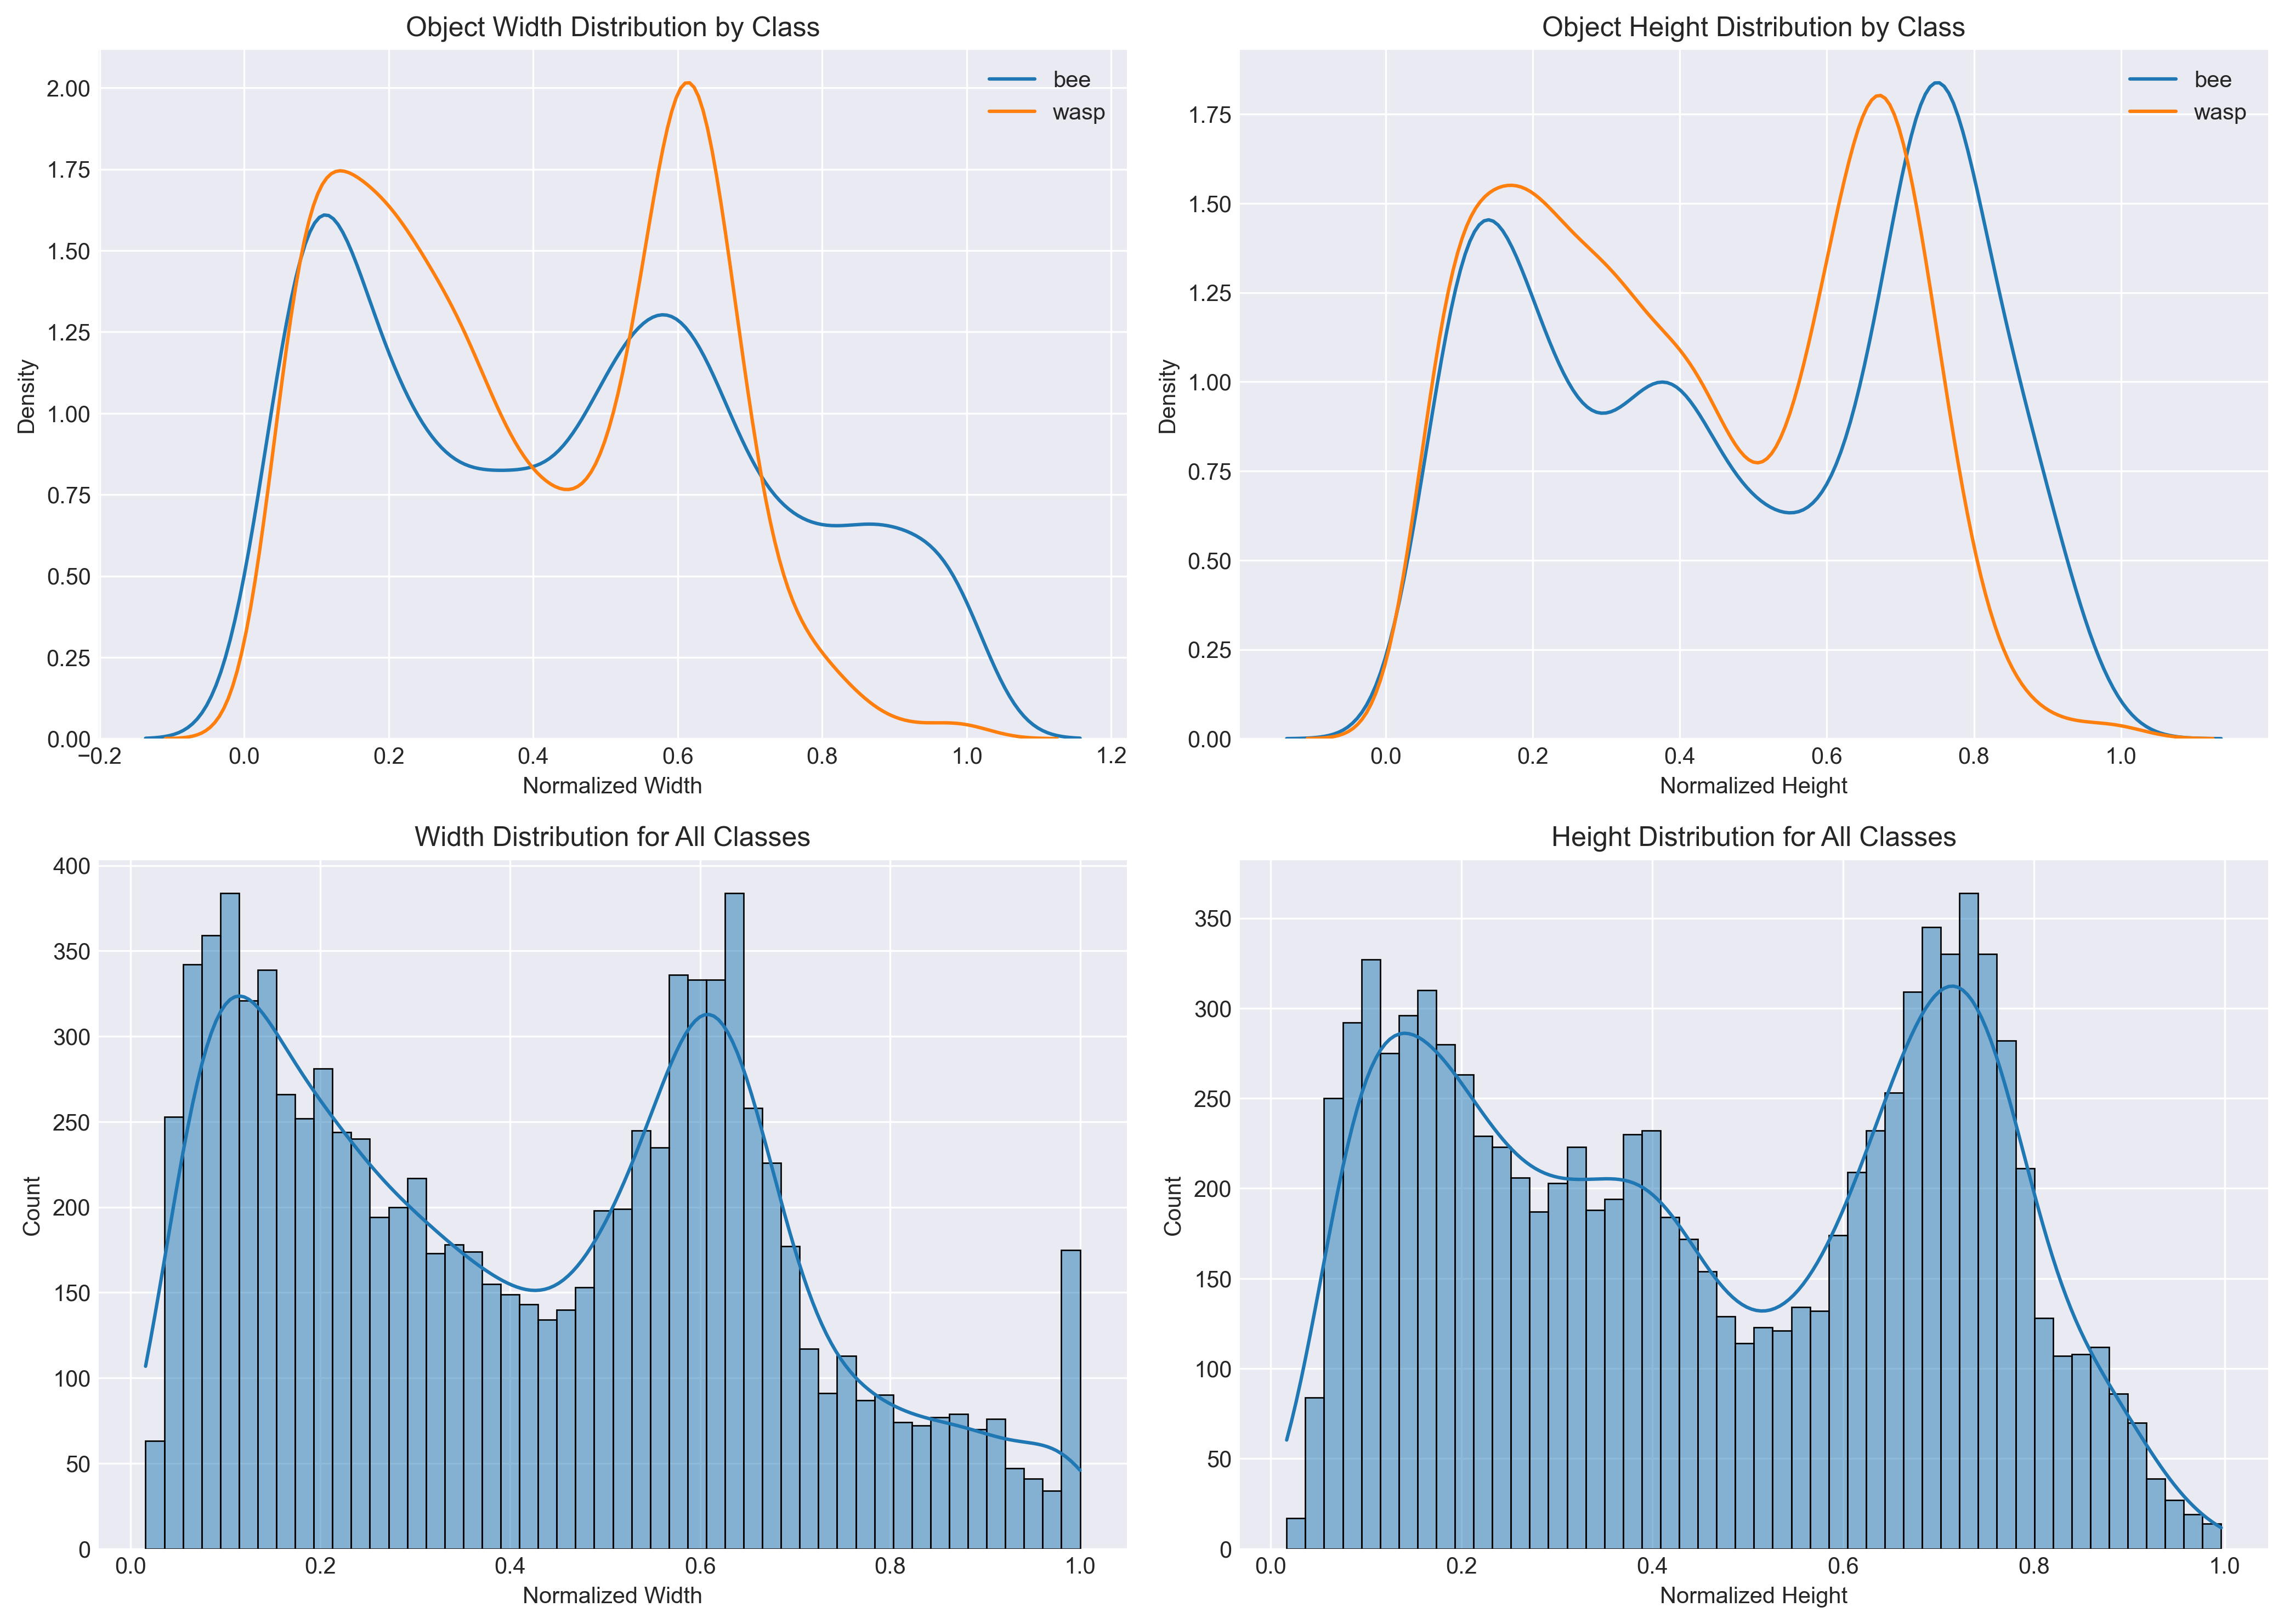 Object Width Distribution by Class
bee
wasp
Density
2.00
1.75
1.50
1.25
1.00
0.75
0.50
0.25
0.00
−0.2 0.0 0.2 0.4 0.6 0.8 1.0 1.2
Normalized Width
Object Height Distribution by Class
bee
wasp
Density
1.75
1.50
1.25
1.00
0.75
0.50
0.25
0.00
0.0 0.2 0.4 0.6 0.8 1.0
Normalized Height
Width Distribution for All Classes
Count
400
350
300
250
200
150
100
50
0
0.0 0.2 0.4 0.6 0.8 1.0
Normalized Width
Height Distribution for All Classes
Count
350
300
250
200
150
100
50
0
0.0 0.2 0.4 0.6 0.8 1.0
Normalized Height